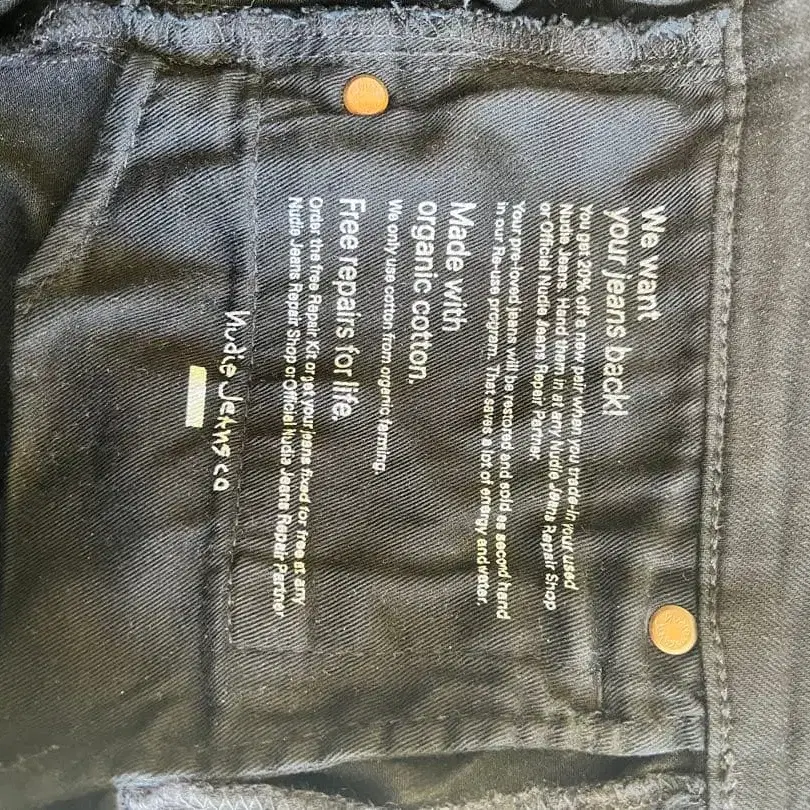 We want
your jeans back!
You get 20% off a new pair when you trade-in your used
Nudie Jeans. Hand them in at any Nudie Jeans Repair Shop
or Official Nudie Jeans Repair Partner.
Your pre-loved jeans will be restored and sold as second hand
in our Re-use program. That saves a lot of energy and water.
Made with
organic cotton.
We only use cotton from organic farming.
Free repairs for life.
Order the free Repair Kit or get your jeans fixed for free at any
Nudie Jeans Repair Shop or Official Nudie Jeans Repair Partner
Nudie Jeans co